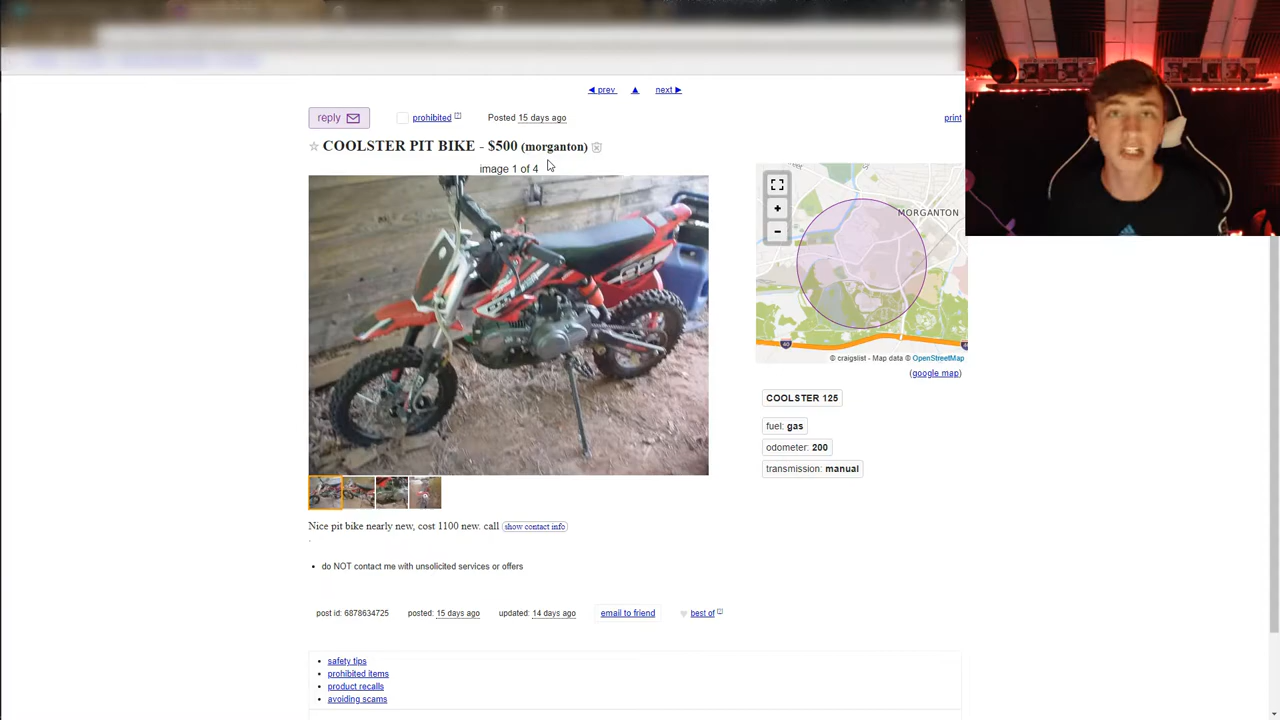 ◄ prev ▲ next ►
reply prohibited [?] Posted 15 days ago print
☆ COOLSTER PIT BIKE - $500 (morganton)
image 1 of 4
99
MORGANTON
40
© craigslist - Map data © OpenStreetMap
(google map)
COOLSTER 125
fuel: gas
odometer: 200
transmission: manual
Nice pit bike nearly new, cost 1100 new. call show contact info
.
• do NOT contact me with unsolicited services or offers
post id: 6878634725 posted: 15 days ago updated: 14 days ago email to friend ♥ best of [?]
• safety tips
• prohibited items
• product recalls
• avoiding scams